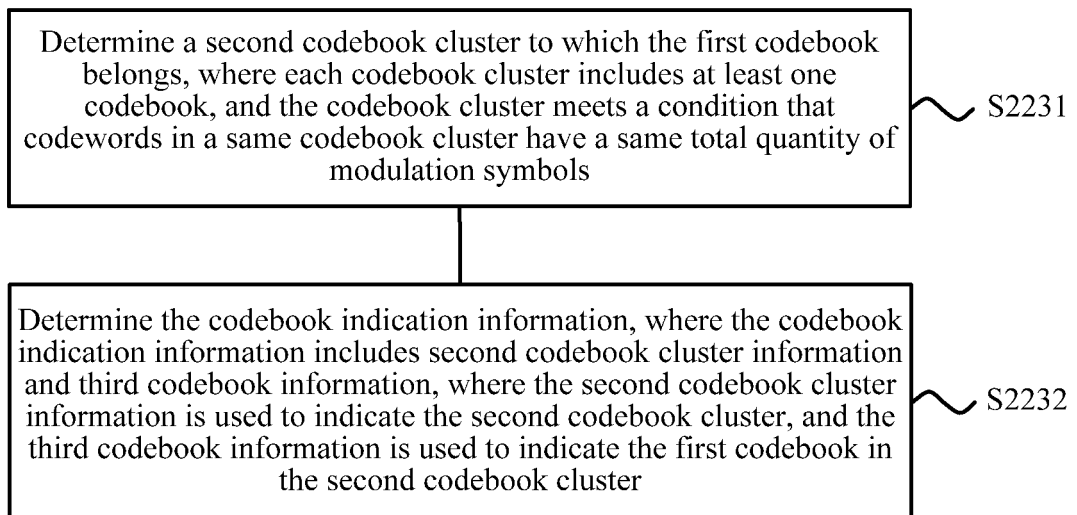 Determine a second codebook cluster to which the first codebook
belongs, where each codebook cluster includes at least one
codebook, and the codebook cluster meets a condition that
codewords in a same codebook cluster have a same total quantity of
modulation symbols
S2231
Determine the codebook indication information, where the codebook
indication information includes second codebook cluster information
and third codebook information, where the second codebook cluster
information is used to indicate the second codebook cluster, and the
third codebook information is used to indicate the first codebook in
the second codebook cluster
S2232